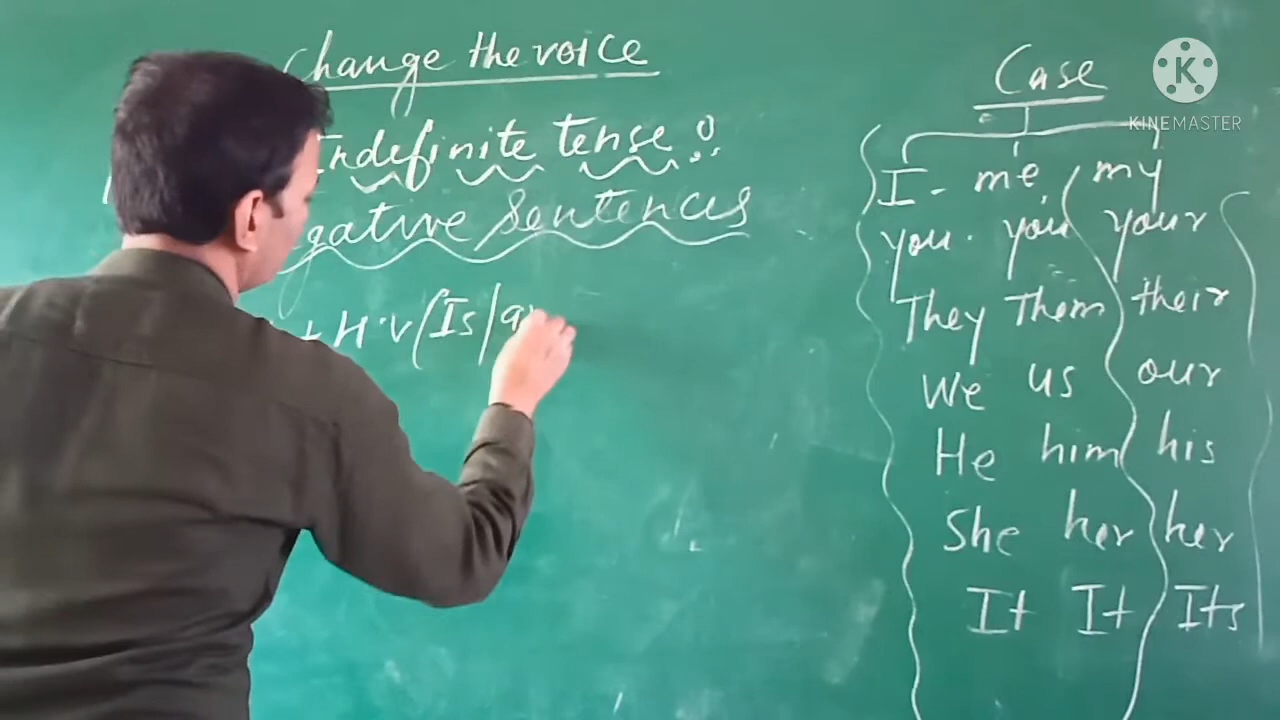 Change the voice
Indefinite tense :
gative Sentences
+ H.V (Is |
Case
I - me my
you. you your
They Them their
We us our
He him his
She her her
It It Its
K
KINEMASTER